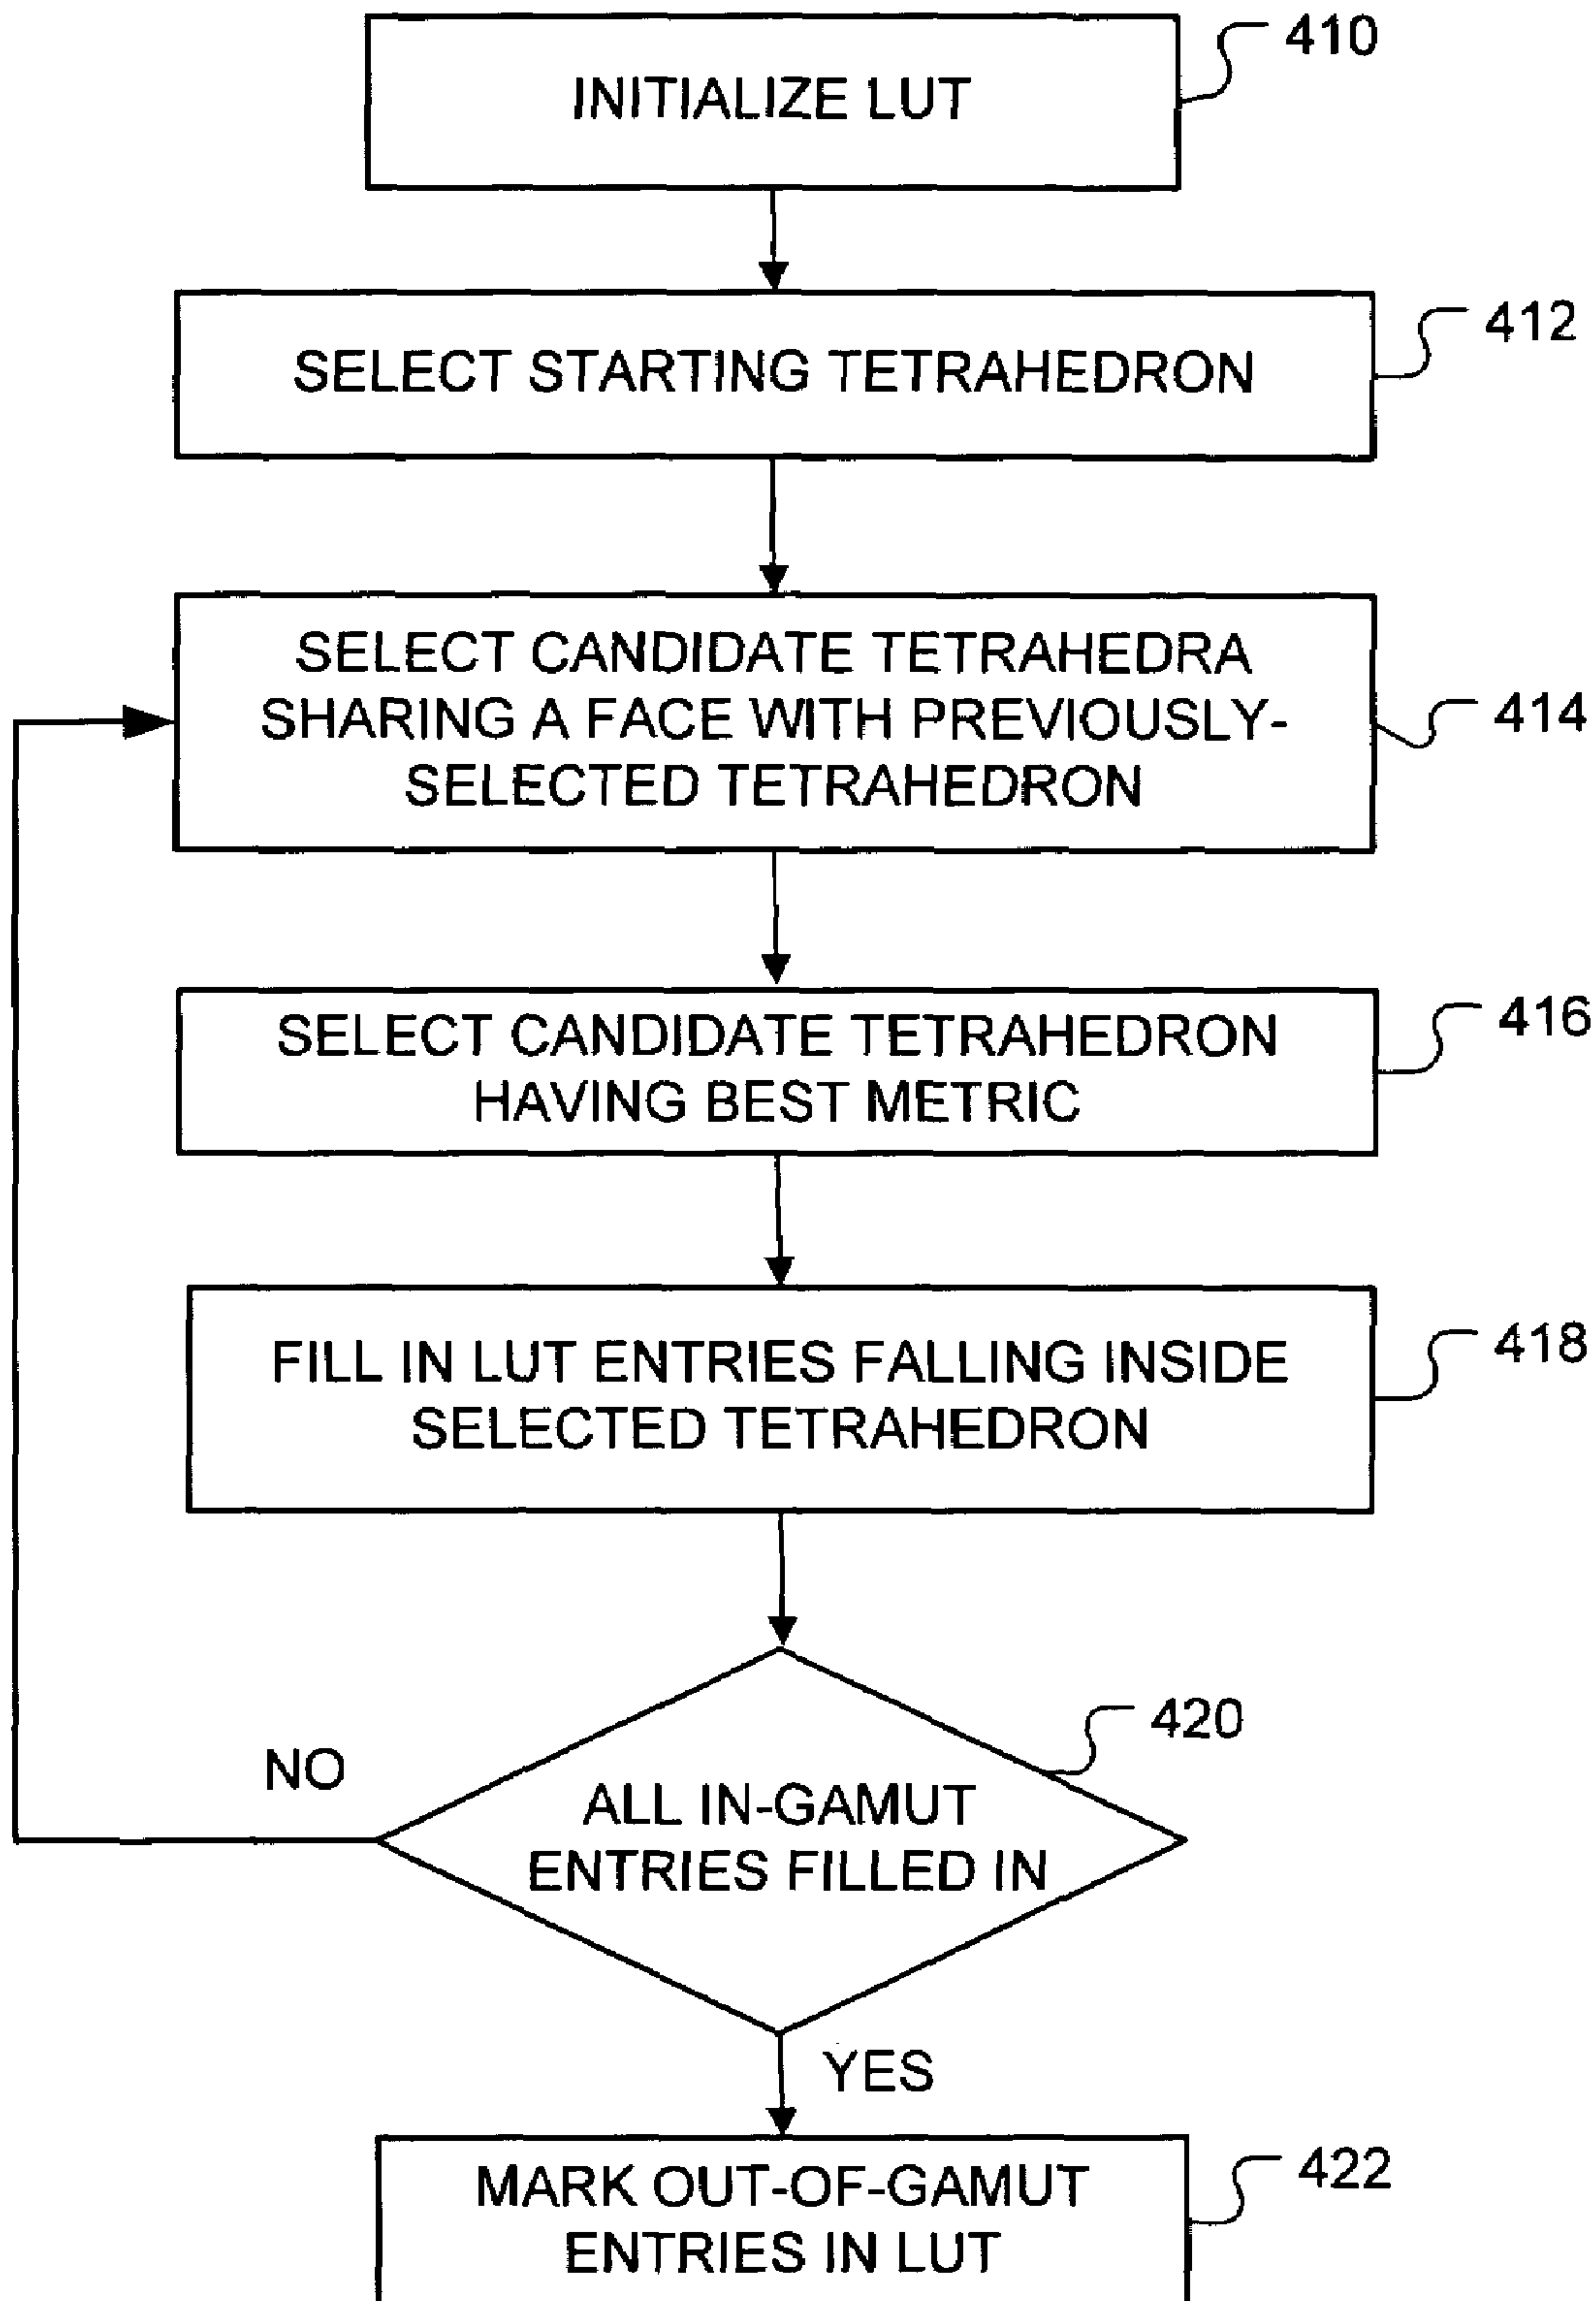 INITIALIZE LUT
410
SELECT STARTING TETRAHEDRON
412
SELECT CANDIDATE TETRAHEDRA
SHARING A FACE WITH PREVIOUSLY-
SELECTED TETRAHEDRON
414
SELECT CANDIDATE TETRAHEDRON
HAVING BEST METRIC
416
FILL IN LUT ENTRIES FALLING INSIDE
SELECTED TETRAHEDRON
418
420
NO
ALL IN-GAMUT
ENTRIES FILLED IN
YES
MARK OUT-OF-GAMUT
ENTRIES IN LUT
422